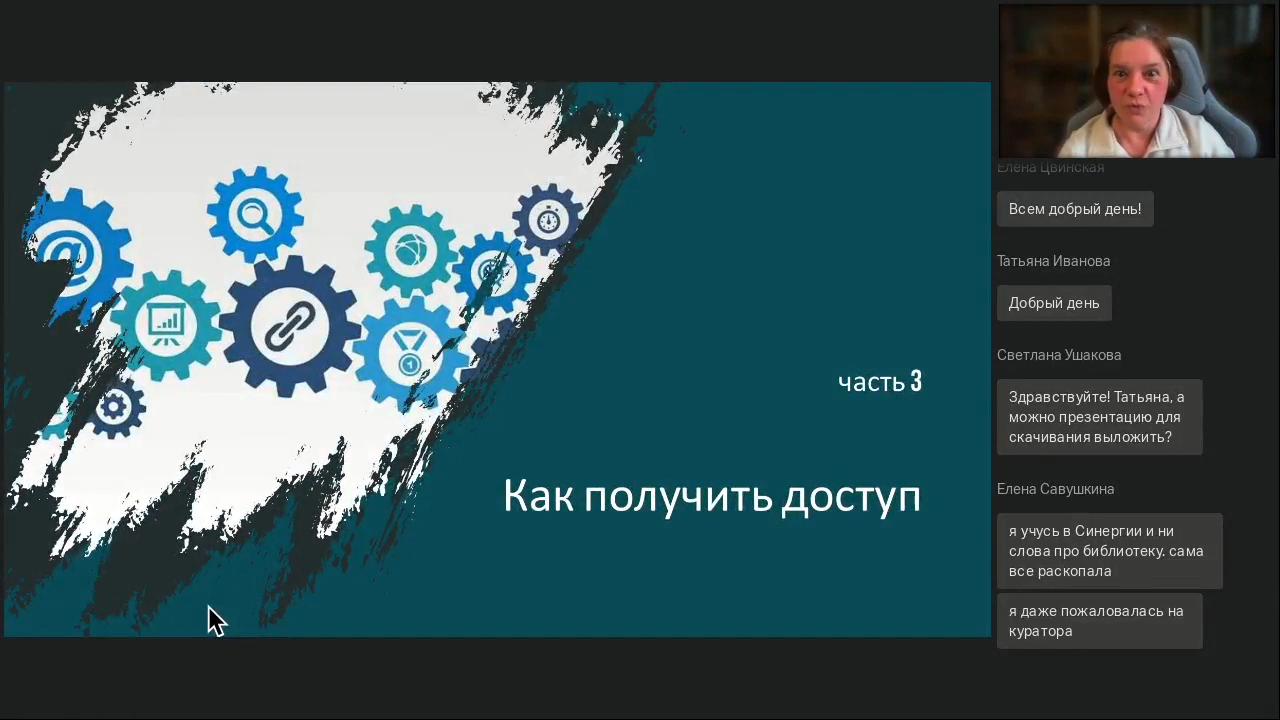 часть 3
Как получить доступ
Елена Цвинская
Всем добрый день!
Татьяна Иванова
Добрый день
Светлана Ушакова
Здравствуйте! Татьяна, а
можно презентацию для
скачивания выложить?
Елена Савушкина
я учусь в Синергии и ни
слова про библиотеку. сама
все раскопала
я даже пожаловалась на
куратора